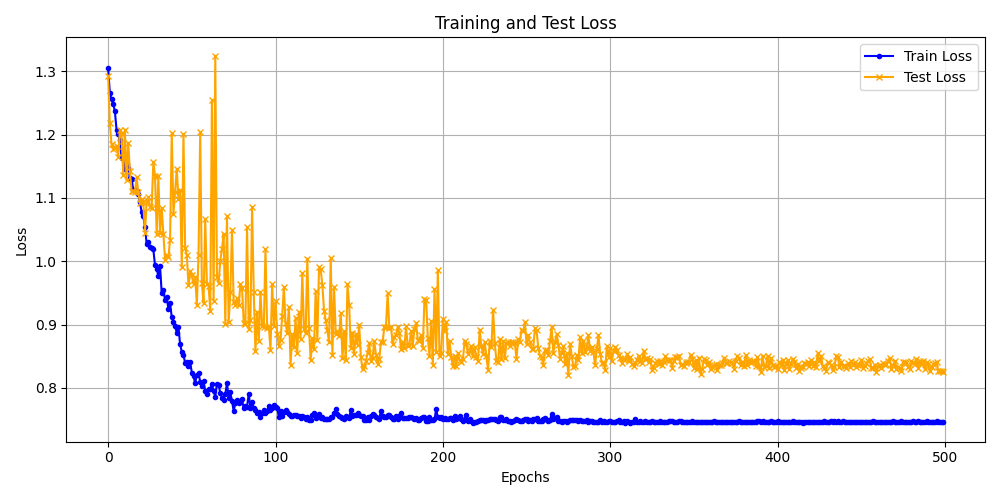 Training and Test Loss
Train Loss
Test Loss
1.3
1.2
1.1
1.0
0.9
0.8
Loss
0 100 200 300 400 500
Epochs